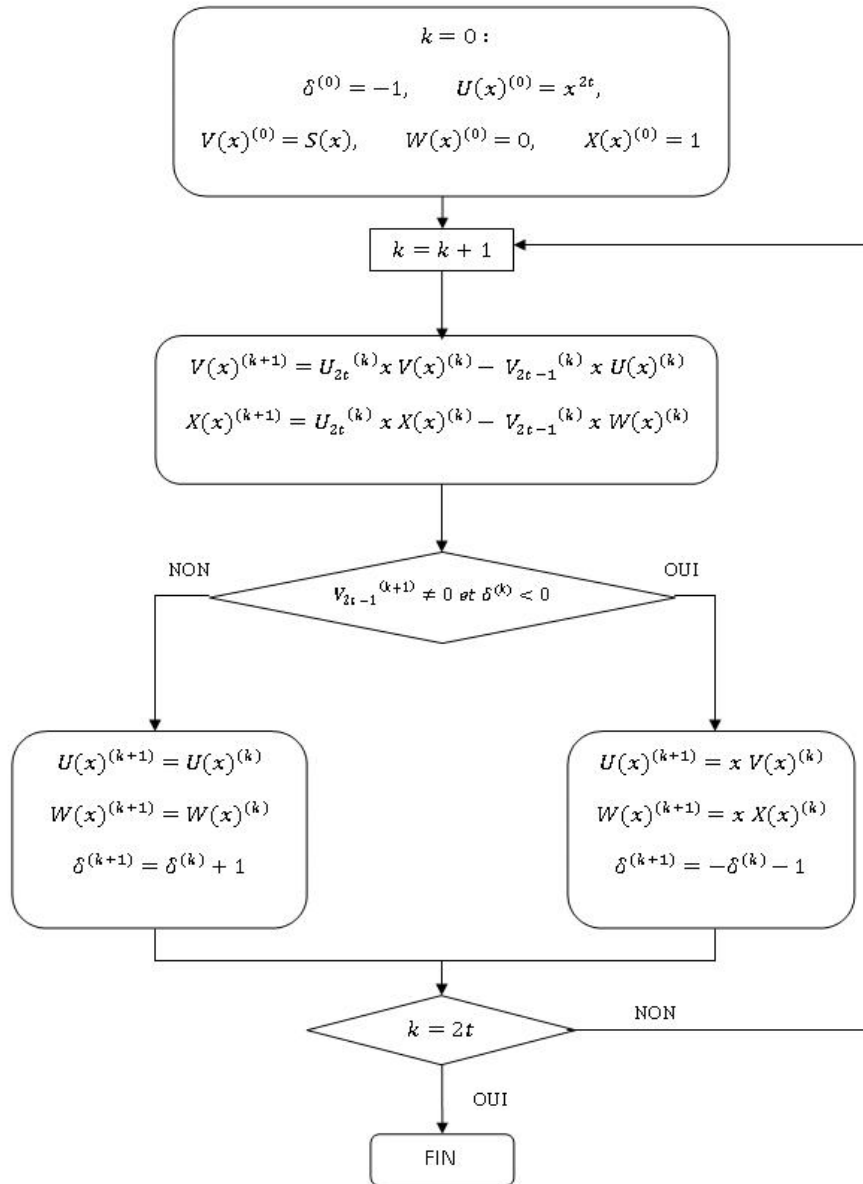 k = 0 :
δ^(0) = −1, U(x)^(0) = x^2t,
V(x)^(0) = S(x), W(x)^(0) = 0, X(x)^(0) = 1
k = k + 1
V(x)^(k+1) = U_2t^(k) x V(x)^(k) − V_2t−1^(k) x U(x)^(k)
X(x)^(k+1) = U_2t^(k) x X(x)^(k) − V_2t−1^(k) x W(x)^(k)
NON
OUI
V_2t−1^(k+1) ≠ 0 et δ^(k) < 0
U(x)^(k+1) = U(x)^(k)
W(x)^(k+1) = W(x)^(k)
δ^(k+1) = δ^(k) + 1
U(x)^(k+1) = x V(x)^(k)
W(x)^(k+1) = x X(x)^(k)
δ^(k+1) = −δ^(k) − 1
k = 2t
NON
OUI
FIN